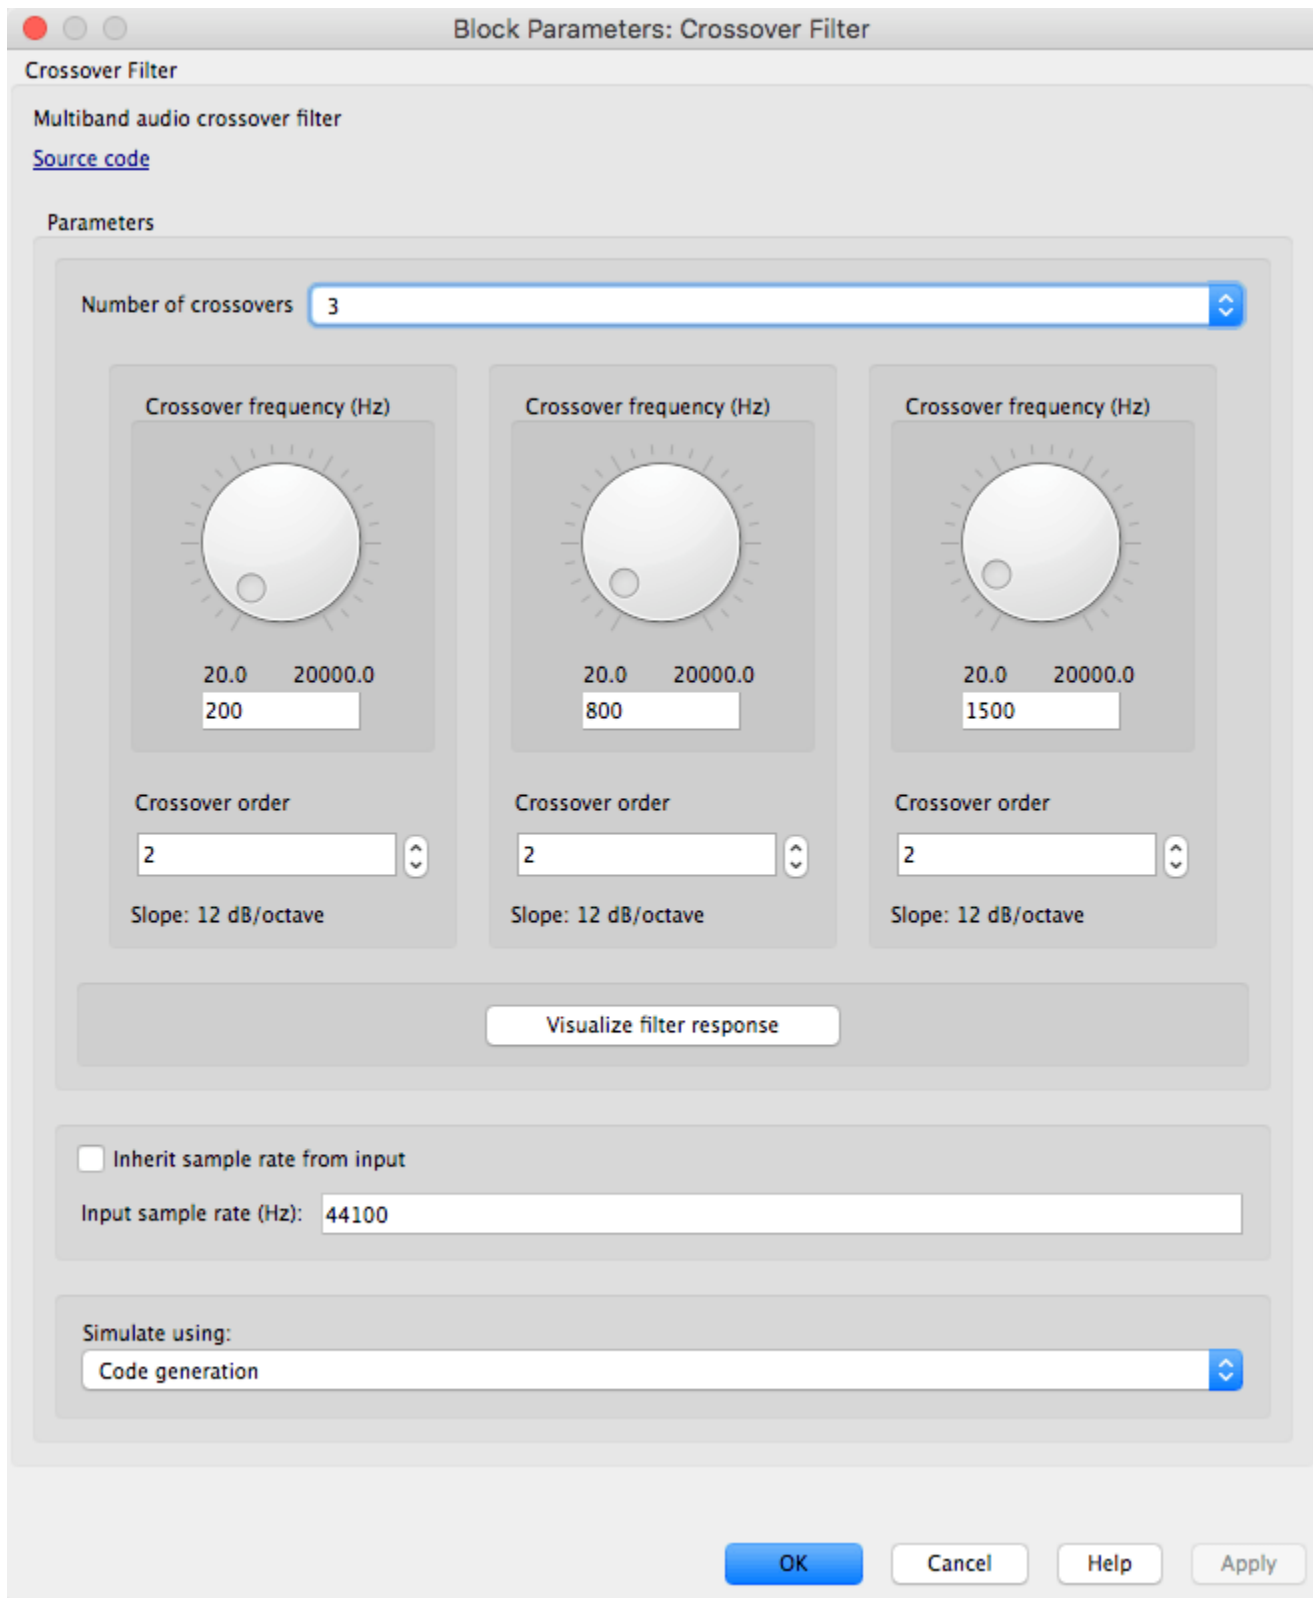 Block Parameters: Crossover Filter
Crossover Filter
Multiband audio crossover filter
Source code
Parameters
Number of crossovers 3
Crossover frequency (Hz) Crossover frequency (Hz) Crossover frequency (Hz)
20.0 20000.0 20.0 20000.0 20.0 20000.0
200 800 1500
Crossover order Crossover order Crossover order
2 2 2
Slope: 12 dB/octave Slope: 12 dB/octave Slope: 12 dB/octave
Visualize filter response
Inherit sample rate from input
Input sample rate (Hz): 44100
Simulate using:
Code generation
OK Cancel Help Apply